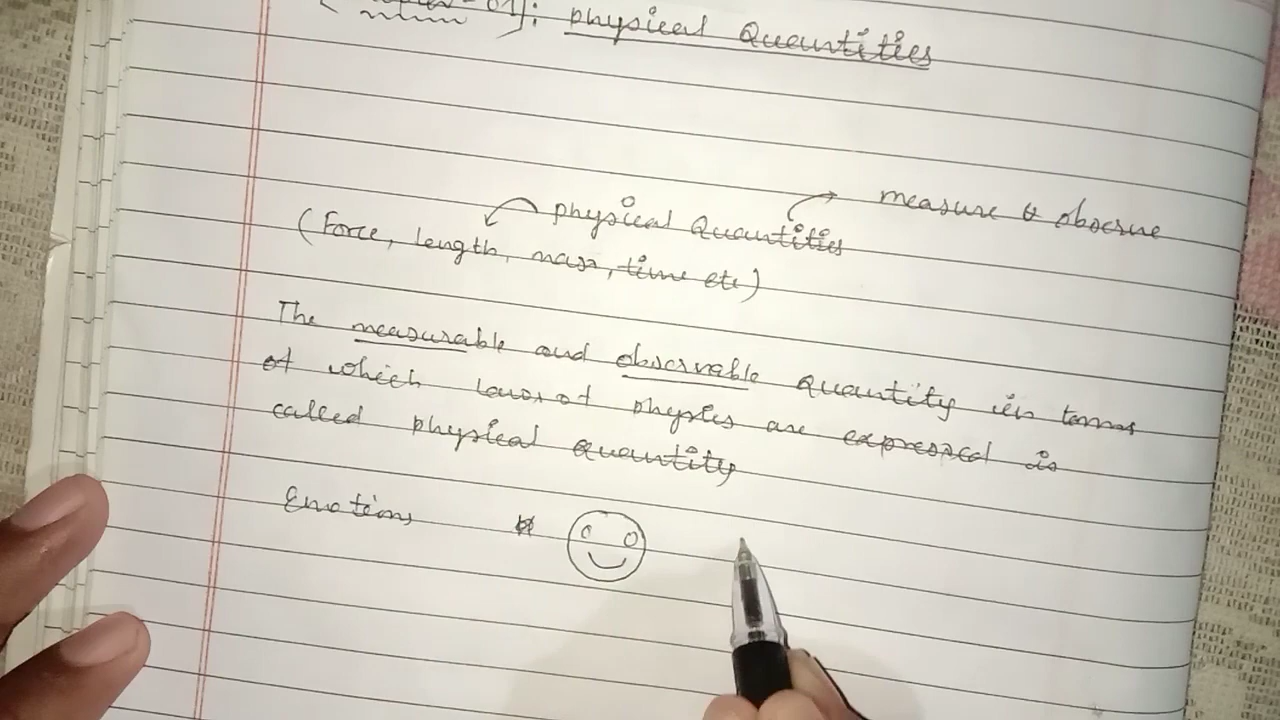 -01): physical Quantities
physical Quantities → measure & observe
(Force, length, mass, time etc)
The measurable and observable quantity in terms
of which laws of physics are expressed is
called physical quantity
Emotions